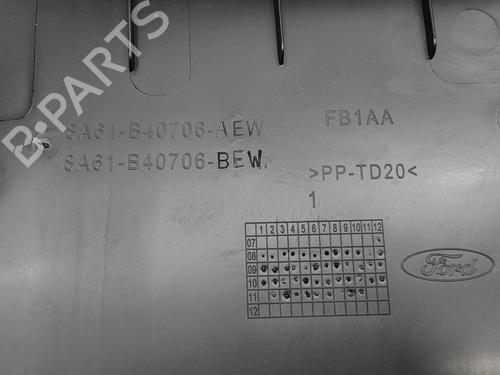 B-PARTS
8A61-B40706-AEW
8A61-B40706-BEW
FB1AA
>PP-TD20<
1
1 2 3 4 5 6 7 8 9 10 11 12
07
08
09
10
11
12
Ford